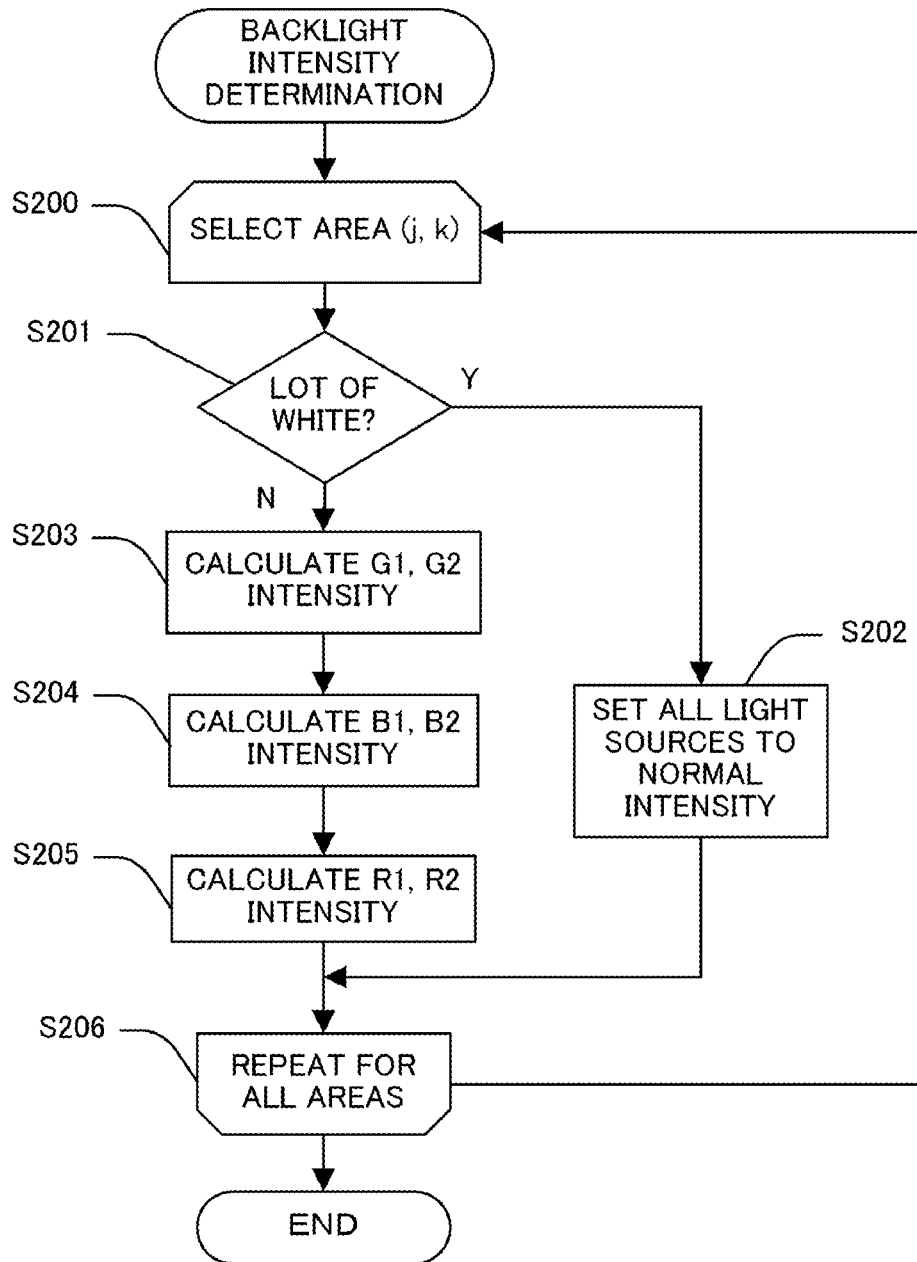 BACKLIGHT
INTENSITY
DETERMINATION
S200
SELECT AREA (j, k)
S201
LOT OF
WHITE?
Y
N
S203
CALCULATE G1, G2
INTENSITY
S202
SET ALL LIGHT
SOURCES TO
NORMAL
INTENSITY
S204
CALCULATE B1, B2
INTENSITY
S205
CALCULATE R1, R2
INTENSITY
S206
REPEAT FOR
ALL AREAS
END